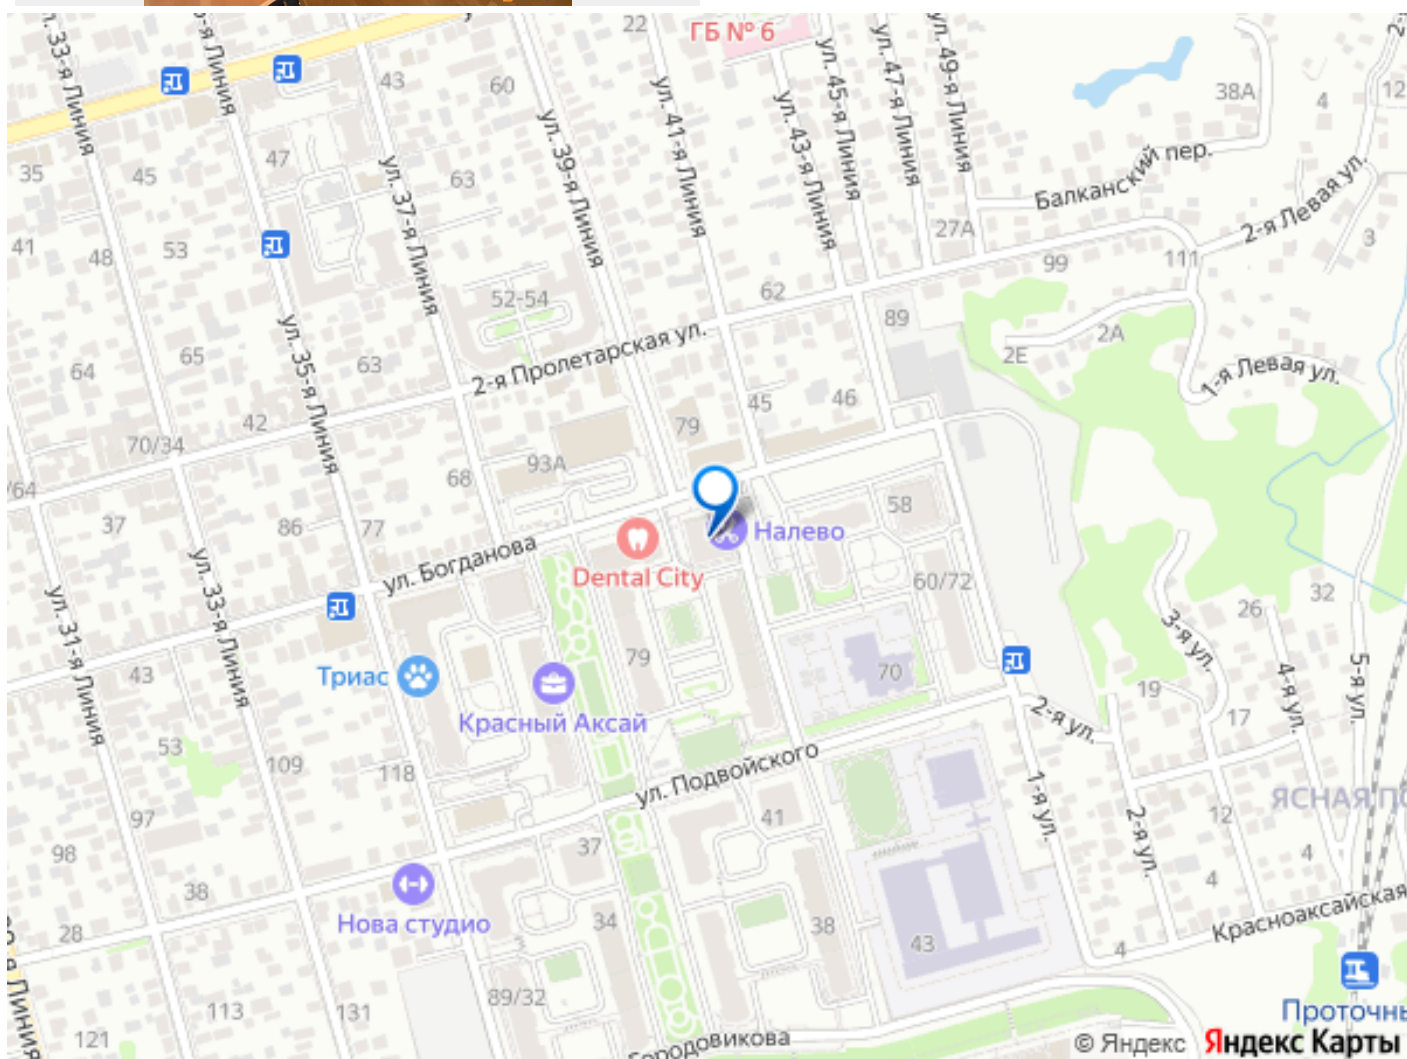 ГБ № 6
22
43
60
38А
4
12
ул. 33-я Линия
ул. 37-я Линия
ул. 39-я Линия
ул. 41-я Линия
ул. 43-я Линия
ул. 45-я Линия
ул. 47-я Линия
ул. 49-я Линия
Балканский пер.
2-я Левая ул.
35
45
47
63
41
48
53
27А
99
111
3
52-54
62
89
2А
2Е
1-я Левая ул.
64
65
63
ул. 35-я Линия
2-я Пролетарская ул.
45
46
42
70/34
79
93А
68
37
86
77
58
Налево
ул. Богданова
Dental City
60/72
ул. 31-я Линия
ул. 33-я Линия
26
32
3-я ул.
4-я ул.
5-я ул.
43
Триас
79
70
19
17
Красный Аксай
2-я ул.
53
109
118
ул. Подвойского
1-я ул.
2-я ул.
97
41
12
98
37
4
38
4
Нова студио
34
38
43
28
Красноаксайская
4
89/32
113
131
121
Проточны
© Яндекс Яндекс Карты